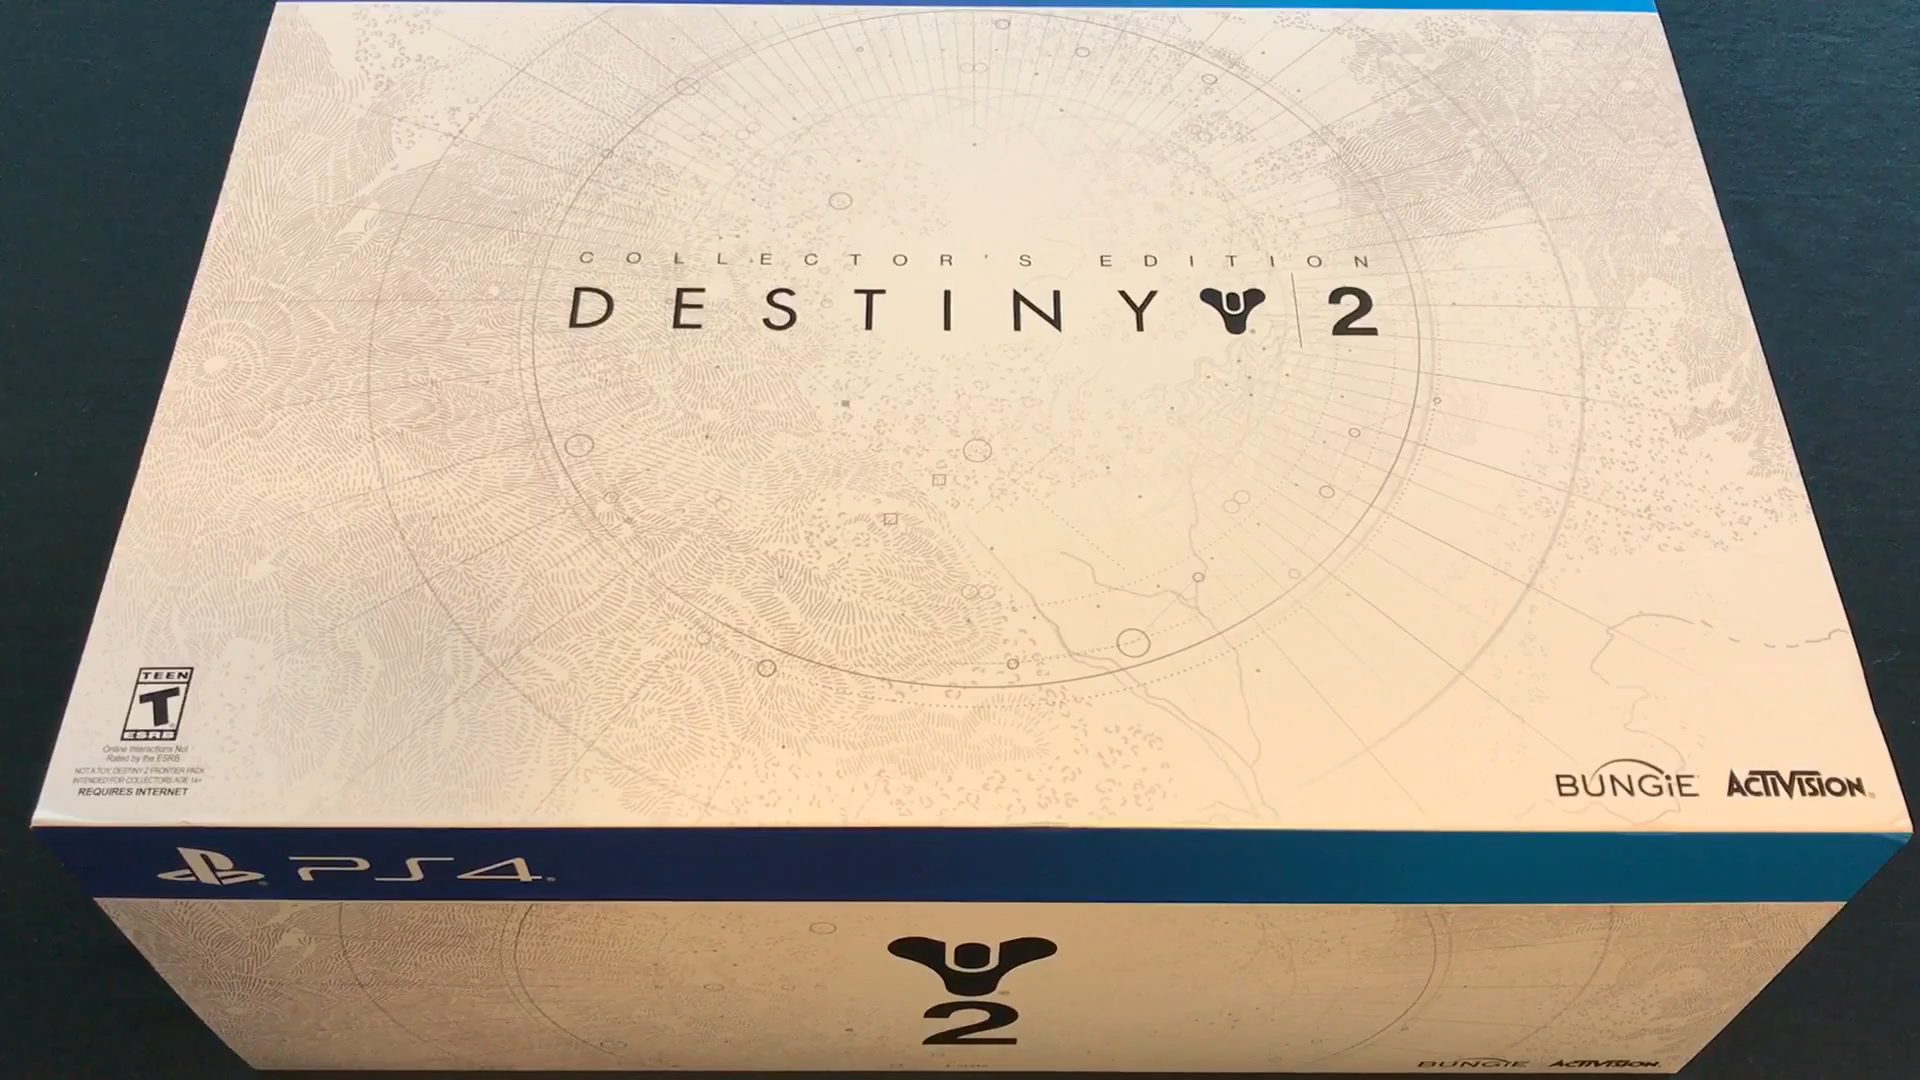 COLLECTOR'S EDITION
DESTINY 2
TEEN
T
ESRB
Online Interactions Not
Rated by the ESRB
NOT A TOY. DESTINY 2 FRONTIER PACK
INTENDED FOR COLLECTORS AGE 14+
REQUIRES INTERNET
BUNGiE ACTIVISION
PS4
2
BUNGiE ACTIVISION